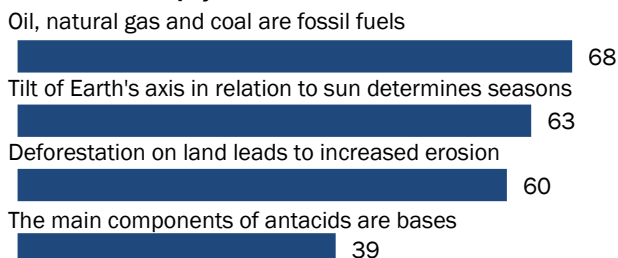 Oil, natural gas and coal are fossil fuels
68
Tilt of Earth's axis in relation to sun determines seasons
63
Deforestation on land leads to increased erosion
60
The main components of antacids are bases
39